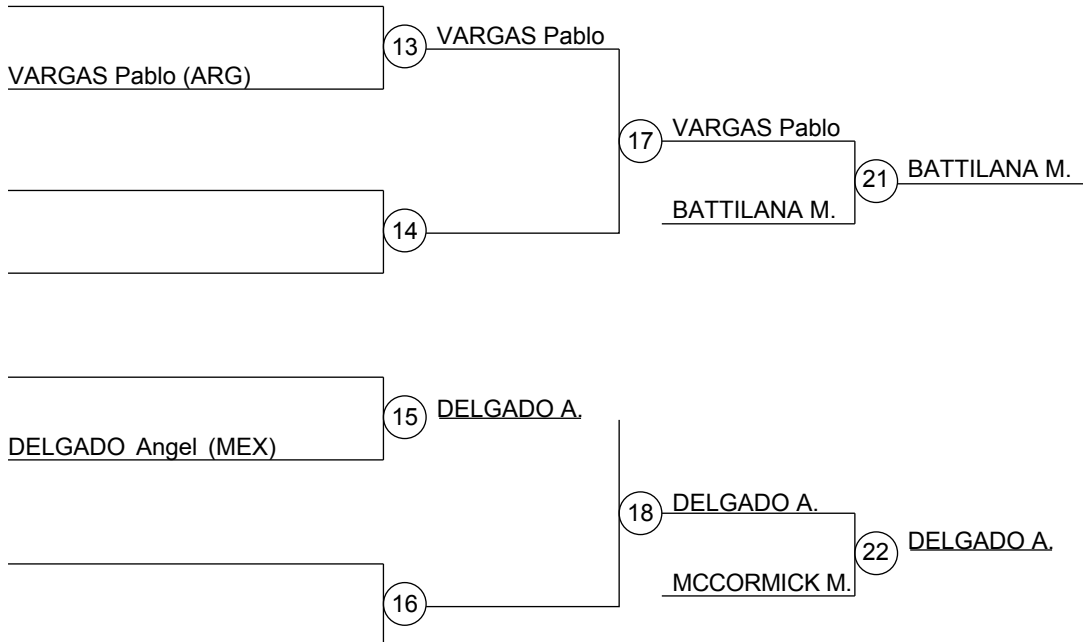 13 VARGAS Pablo
VARGAS Pablo (ARG)
17 VARGAS Pablo
21 BATTILANA M.
BATTILANA M.
14
15 DELGADO A.
DELGADO Angel (MEX)
18 DELGADO A.
22 DELGADO A.
MCCORMICK M.
16